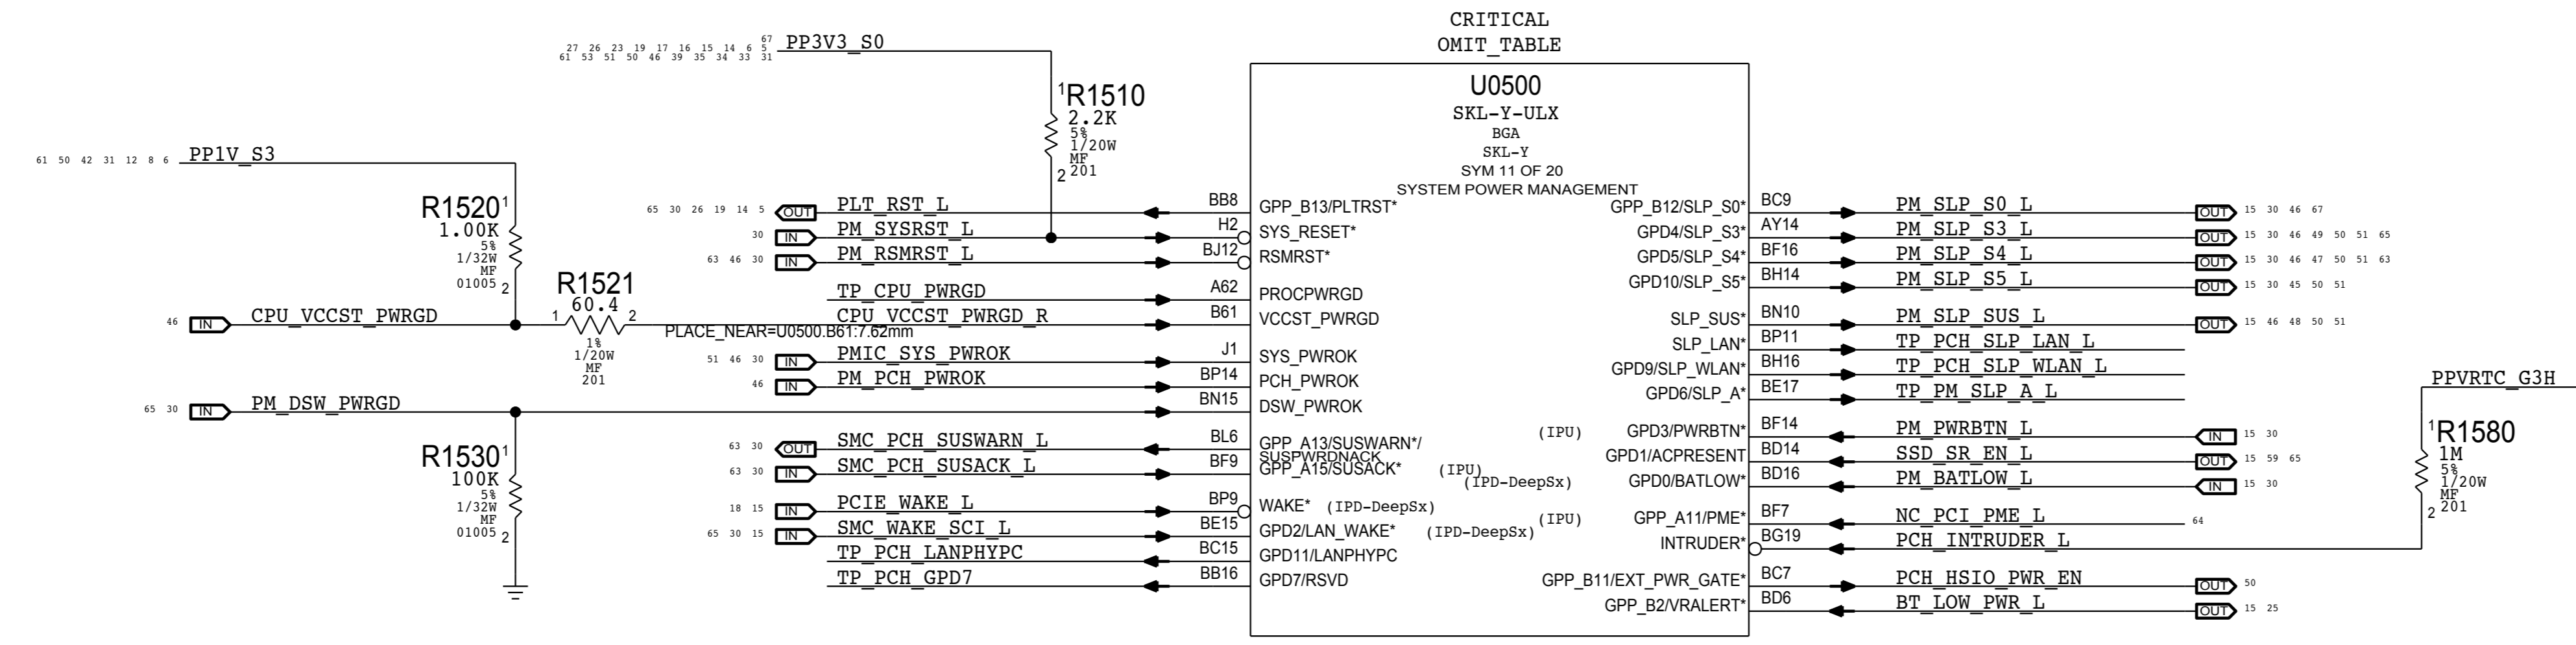 CRITICAL
OMIT_TABLE
67
27 26 23 19 17 16 15 14 6 5
61 53 51 50 46 39 35 34 33 31
PP3V3_S0
1
R1510
2.2K
5%
1/20W
MF
201
2
61 50 42 31 12 8 6
PP1V_S3
R1520
1
1.00K
5%
1/32W
MF
01005
2
46
IN
CPU_VCCST_PWRGD
R1521
60.4
1
2
1%
1/20W
MF
201
PLACE_NEAR=U0500.B61:7.62mm
65 30
IN
PM_DSW_PWRGD
R1530
1
100K
5%
1/32W
MF
01005
2
65 30 26 19 14 5 OUT PLT_RST_L BB8
30 IN PM_SYSRST_L H2
63 46 30 IN PM_RSMRST_L BJ12
TP_CPU_PWRGD A62
CPU_VCCST_PWRGD_R B61
51 46 30 IN PMIC_SYS_PWROK J1
46 IN PM_PCH_PWROK BP14
BN15
63 30 OUT SMC_PCH_SUSWARN_L BL6
63 30 IN SMC_PCH_SUSACK_L BF9
18 15 IN PCIE_WAKE_L BP9
65 30 15 IN SMC_WAKE_SCI_L BE15
TP_PCH_LANPHYPC BC15
TP_PCH_GPD7 BB16
U0500
SKL-Y-ULX
BGA
SKL-Y
SYM 11 OF 20
SYSTEM POWER MANAGEMENT
GPP_B13/PLTRST*
SYS_RESET*
RSMRST*
PROCPWRGD
VCCST_PWRGD
SYS_PWROK
PCH_PWROK
DSW_PWROK
GPP_A13/SUSWARN*/
SUSPWRDNACK
GPP_A15/SUSACK* (IPU)
(IPD-DeepSx)
WAKE* (IPD-DeepSx)
GPD2/LAN_WAKE* (IPD-DeepSx)
GPD11/LANPHYPC
GPD7/RSVD
GPP_B12/SLP_S0*
GPD4/SLP_S3*
GPD5/SLP_S4*
GPD10/SLP_S5*
SLP_SUS*
SLP_LAN*
GPD9/SLP_WLAN*
GPD6/SLP_A*
(IPU) GPD3/PWRBTN*
GPD1/ACPRESENT
GPD0/BATLOW*
(IPU) GPP_A11/PME*
INTRUDER*
GPP_B11/EXT_PWR_GATE*
GPP_B2/VRALERT*
BC9 PM_SLP_S0_L OUT 15 30 46 67
AY14 PM_SLP_S3_L OUT 15 30 46 49 50 51 65
BF16 PM_SLP_S4_L OUT 15 30 46 47 50 51 63
BH14 PM_SLP_S5_L OUT 15 30 45 50 51
BN10 PM_SLP_SUS_L OUT 15 46 48 50 51
BP11 TP_PCH_SLP_LAN_L
BH16 TP_PCH_SLP_WLAN_L
BE17 TP_PM_SLP_A_L
BF14 PM_PWRBTN_L IN 15 30
BD14 SSD_SR_EN_L OUT 15 59 65
BD16 PM_BATLOW_L IN 15 30
BF7 NC_PCI_PME_L 64
BG19 PCH_INTRUDER_L
BC7 PCH_HSIO_PWR_EN OUT 50
BD6 BT_LOW_PWR_L OUT 15 25
PPVRTC_G3H
1
R1580
1M
5%
1/20W
MF
201
2